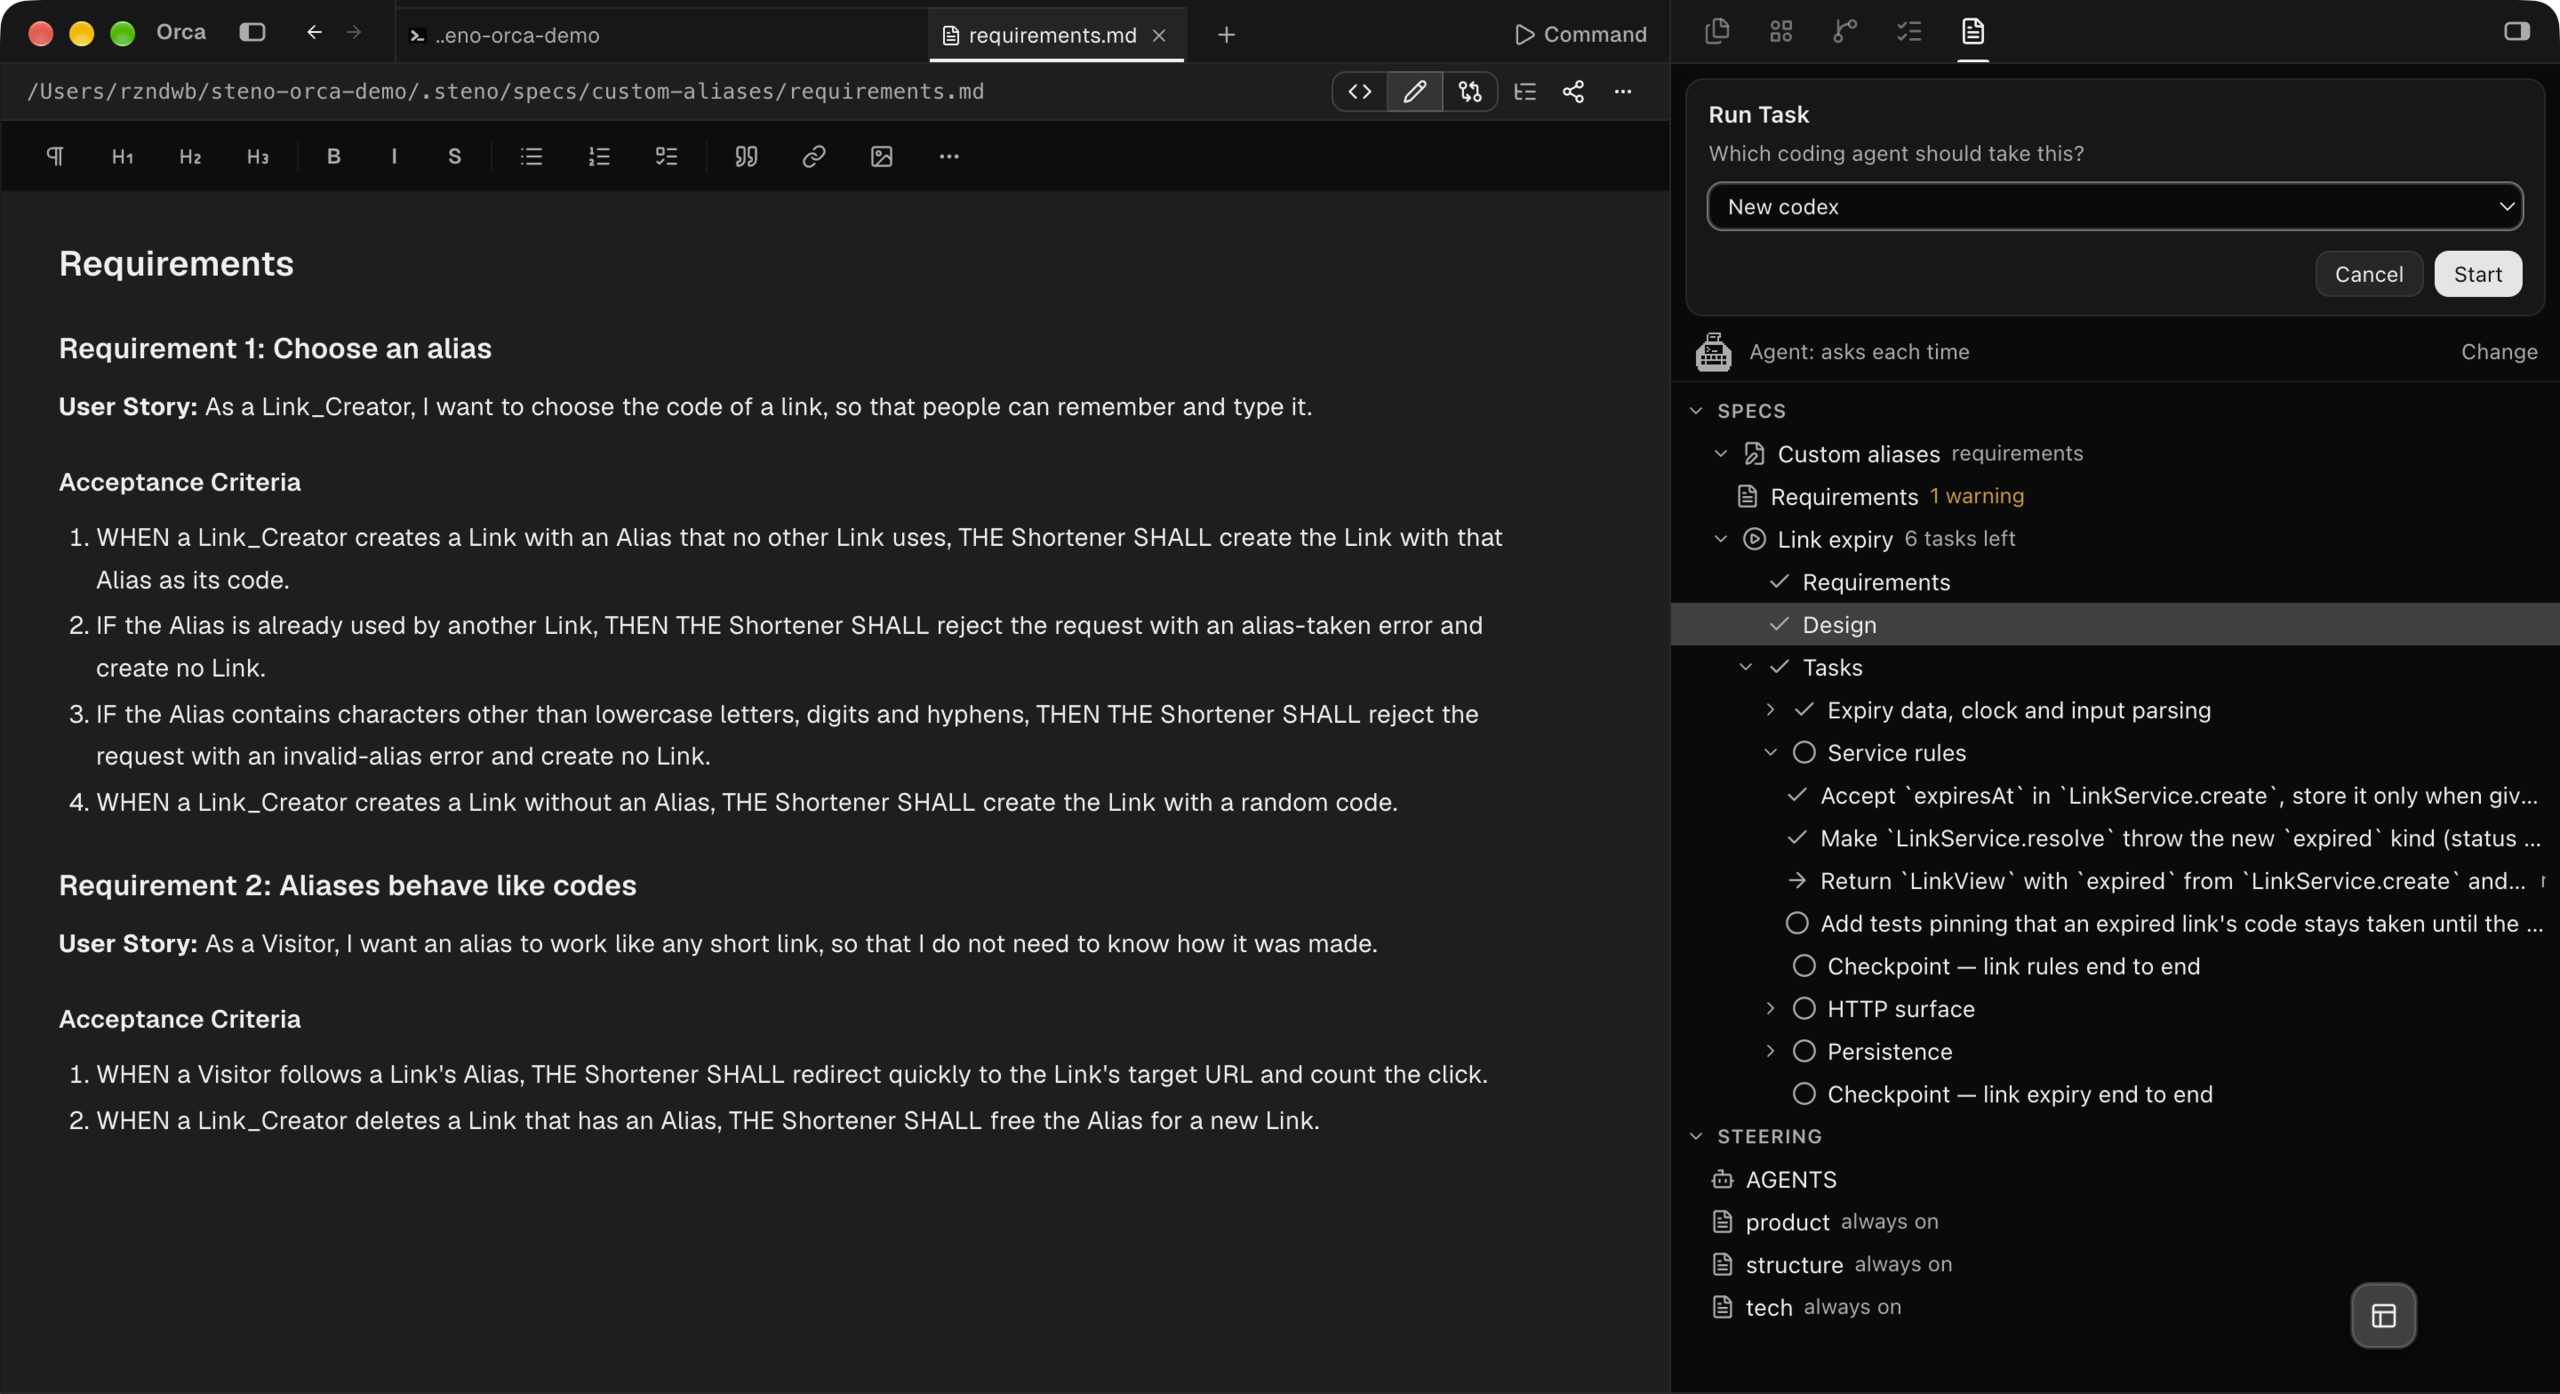 Orca
..eno-orca-demo
requirements.md
Command
/Users/rzndwb/steno-orca-demo/.steno/specs/custom-aliases/requirements.md
H1 H2 H3 B I S
Requirements
Requirement 1: Choose an alias
User Story: As a Link_Creator, I want to choose the code of a link, so that people can remember and type it.
Acceptance Criteria
1. WHEN a Link_Creator creates a Link with an Alias that no other Link uses, THE Shortener SHALL create the Link with that
Alias as its code.
2. IF the Alias is already used by another Link, THEN THE Shortener SHALL reject the request with an alias-taken error and
create no Link.
3. IF the Alias contains characters other than lowercase letters, digits and hyphens, THEN THE Shortener SHALL reject the
request with an invalid-alias error and create no Link.
4. WHEN a Link_Creator creates a Link without an Alias, THE Shortener SHALL create the Link with a random code.
Requirement 2: Aliases behave like codes
User Story: As a Visitor, I want an alias to work like any short link, so that I do not need to know how it was made.
Acceptance Criteria
1. WHEN a Visitor follows a Link's Alias, THE Shortener SHALL redirect quickly to the Link's target URL and count the click.
2. WHEN a Link_Creator deletes a Link that has an Alias, THE Shortener SHALL free the Alias for a new Link.
Run Task
Which coding agent should take this?
New codex
Cancel
Start
Agent: asks each time
Change
SPECS
Custom aliases requirements
Requirements 1 warning
Link expiry 6 tasks left
Requirements
Design
Tasks
Expiry data, clock and input parsing
Service rules
Accept `expiresAt` in `LinkService.create`, store it only when giv...
Make `LinkService.resolve` throw the new `expired` kind (status ...
Return `LinkView` with `expired` from `LinkService.create` and...
Add tests pinning that an expired link's code stays taken until the ...
Checkpoint — link rules end to end
HTTP surface
Persistence
Checkpoint — link expiry end to end
STEERING
AGENTS
product always on
structure always on
tech always on